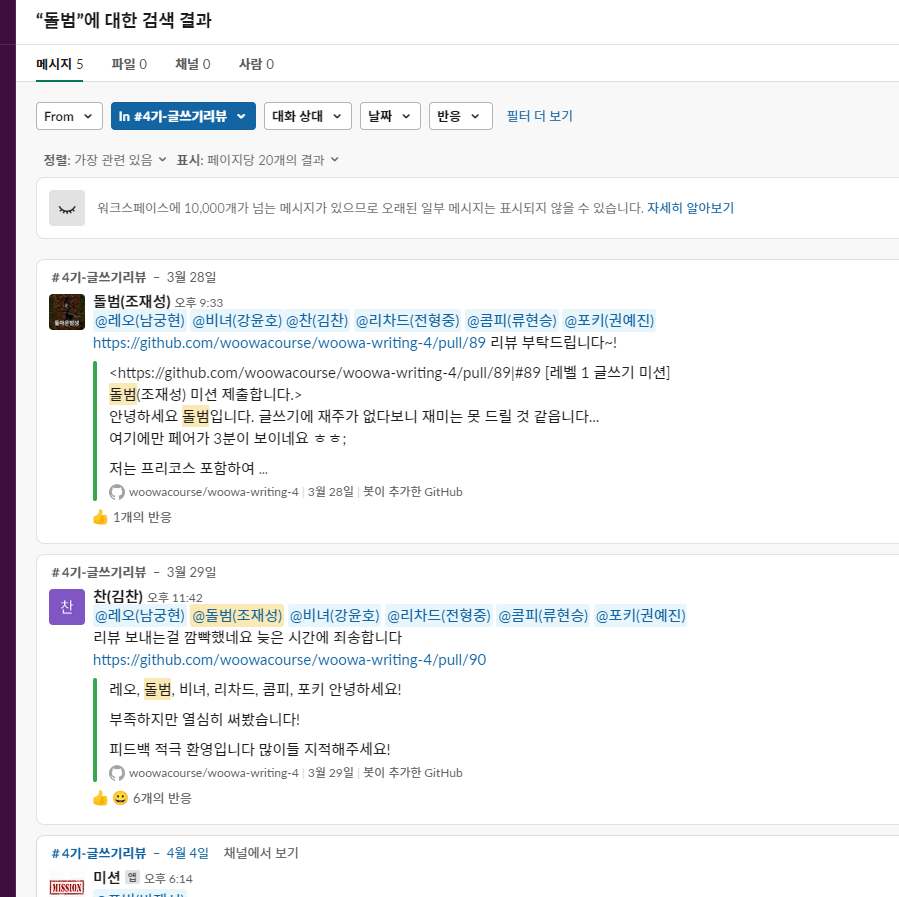 “돌범”에 대한 검색 결과
메시지 5 파일 0 채널 0 사람 0
From In #4기-글쓰기리뷰 대화 상대 날짜 반응 필터 더 보기
정렬: 가장 관련 있음 표시: 페이지당 20개의 결과
워크스페이스에 10,000개가 넘는 메시지가 있으므로 오래된 일부 메시지는 표시되지 않을 수 있습니다. 자세히 알아보기
#4기-글쓰기리뷰 – 3월 28일
돌범(조재성) 오후 9:33
@레오(남궁현) @비녀(강윤호) @찬(김찬) @리차드(전형중) @콤피(류현승) @포키(권예진)
https://github.com/woowacourse/woowa-writing-4/pull/89 리뷰 부탁드립니다~!
<https://github.com/woowacourse/woowa-writing-4/pull/89|#89 [레벨 1 글쓰기 미션]
돌범(조재성) 미션 제출합니다.>
안녕하세요 돌범입니다. 글쓰기에 재주가 없다보니 재미는 못 드릴 것 같읍니다...
여기에만 페어가 3분이 보이네요 ㅎㅎ;
저는 프리코스 포함하여 ...
woowacourse/woowa-writing-4 | 3월 28일 | 봇이 추가한 GitHub
1개의 반응
#4기-글쓰기리뷰 – 3월 29일
찬
찬(김찬) 오후 11:42
@레오(남궁현) @돌범(조재성) @비녀(강윤호) @리차드(전형중) @콤피(류현승) @포키(권예진)
리뷰 보내는걸 깜빡했네요 늦은 시간에 죄송합니다
https://github.com/woowacourse/woowa-writing-4/pull/90
레오, 돌범, 비녀, 리차드, 콤피, 포키 안녕하세요!
부족하지만 열심히 써봤습니다!
피드백 적극 환영입니다 많이들 지적해주세요!
woowacourse/woowa-writing-4 | 3월 29일 | 봇이 추가한 GitHub
6개의 반응
#4기-글쓰기리뷰 – 4월 4일 채널에서 보기
미션 앱 오후 6:14
MISSION